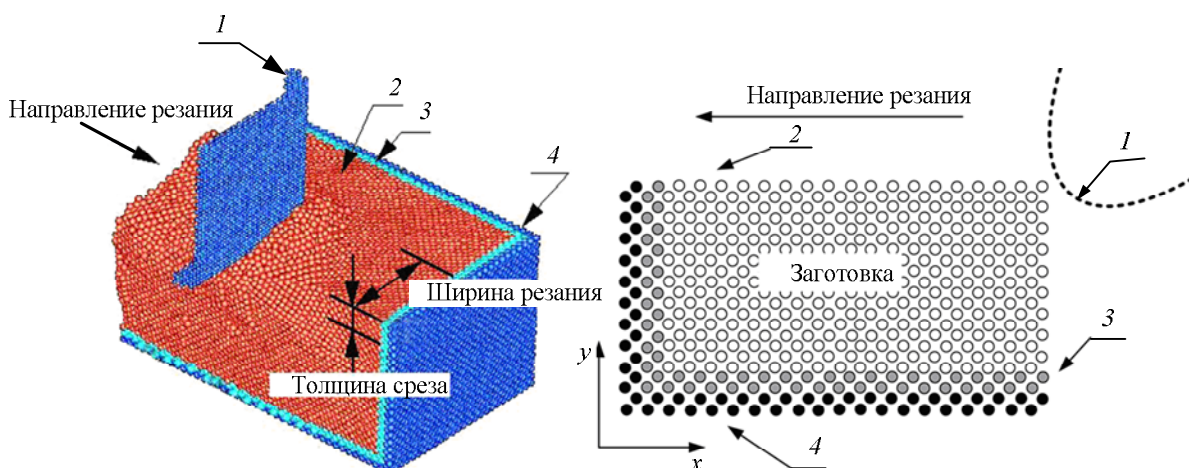 1
Направление резания
2
3
4
Ширина резания
Толщина среза
Направление резания
1
2
Заготовка
3
y
x
4